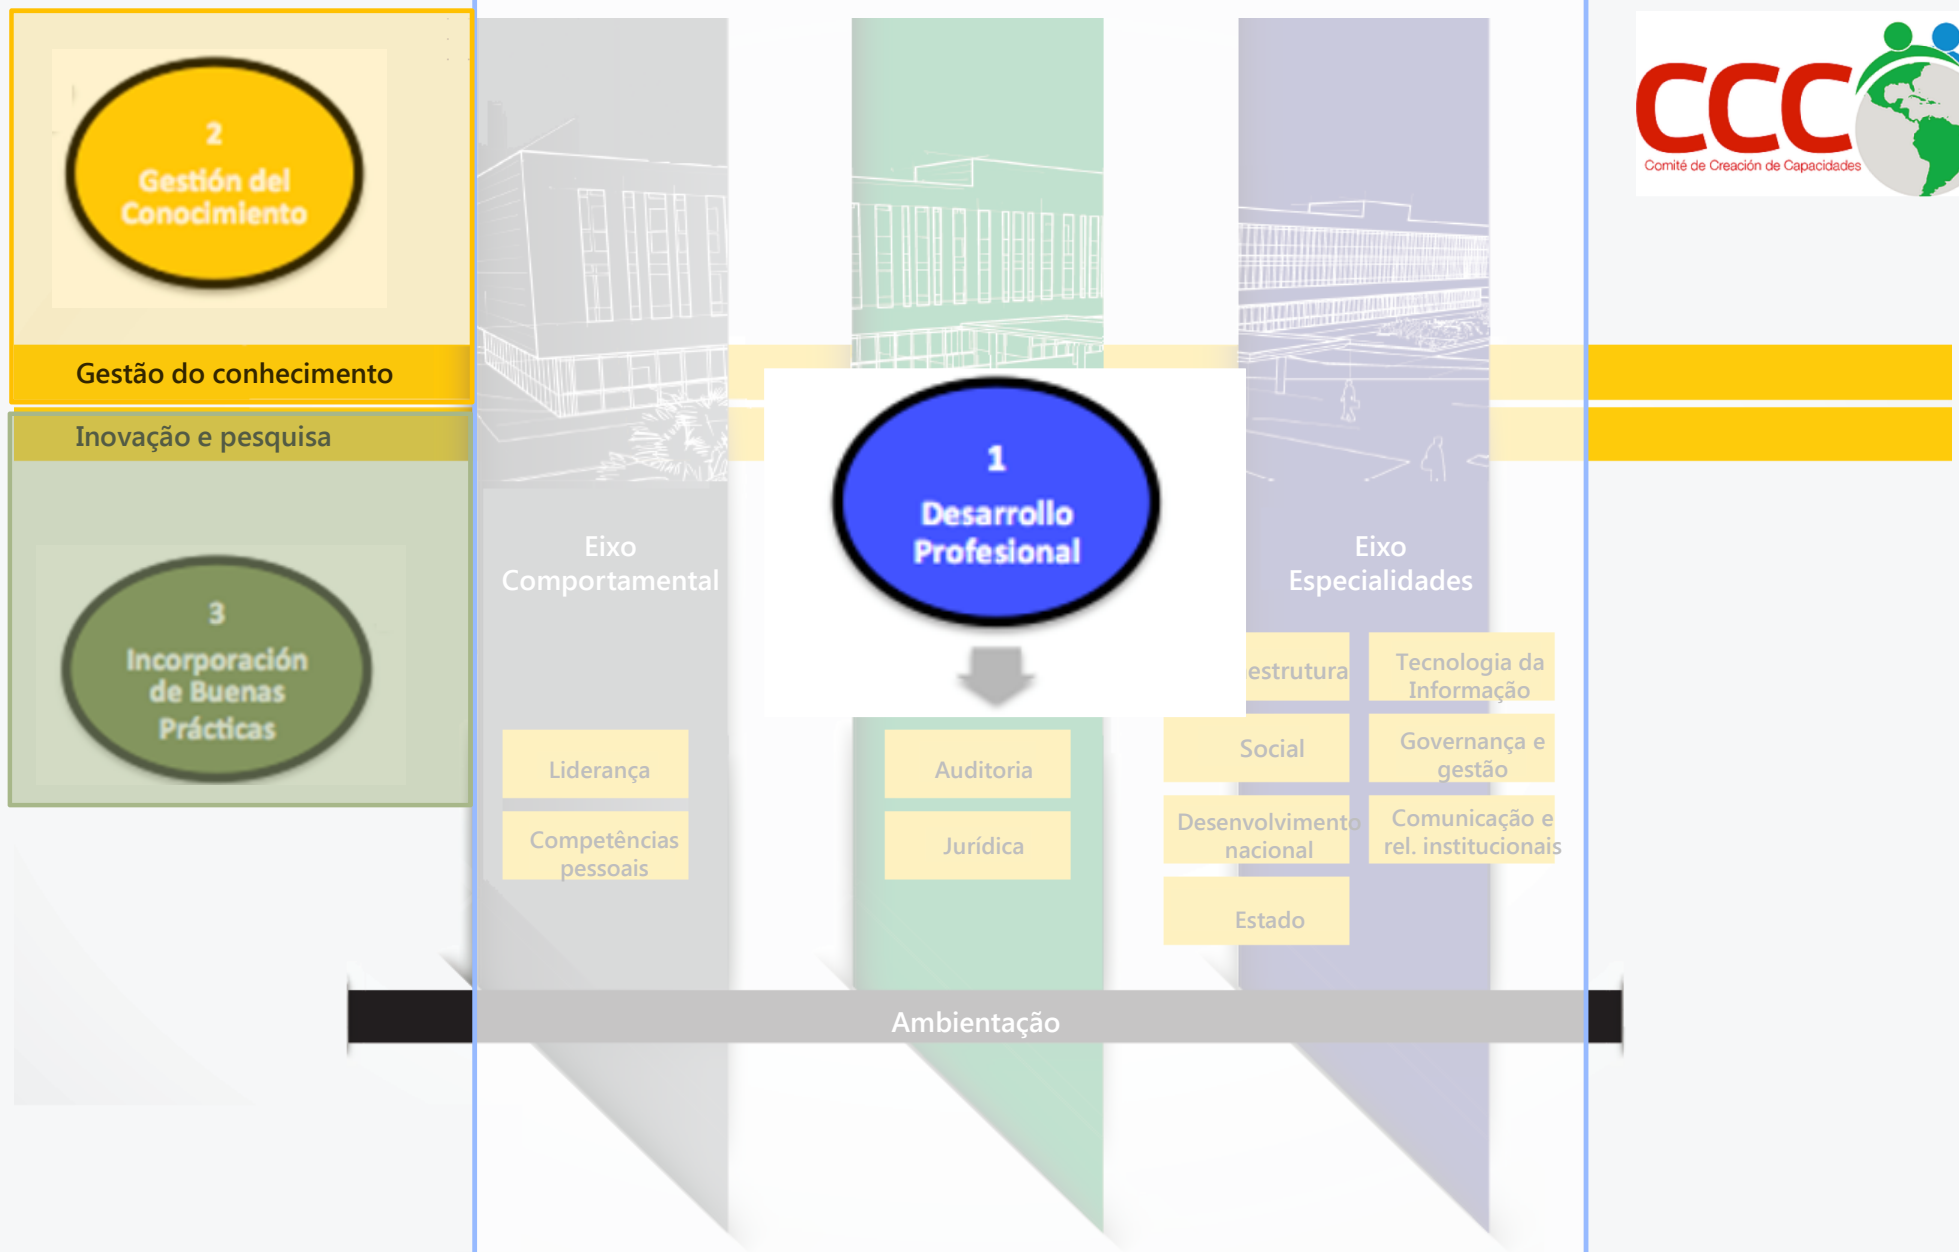 2
Gestión del
Conocimiento
Gestão do conhecimento
Inovação e pesquisa
3
Incorporación
de Buenas
Prácticas
CCC
Comité de Creación de Capacidades
1
Desarrollo
Profesional
Eixo
Comportamental
Liderança
Competências
pessoais
Auditoria
Jurídica
Eixo
Especialidades
estrutura
Social
Desenvolvimento
nacional
Estado
Tecnologia da
Informação
Governança e
gestão
Comunicação e
rel. institucionais
Ambientação